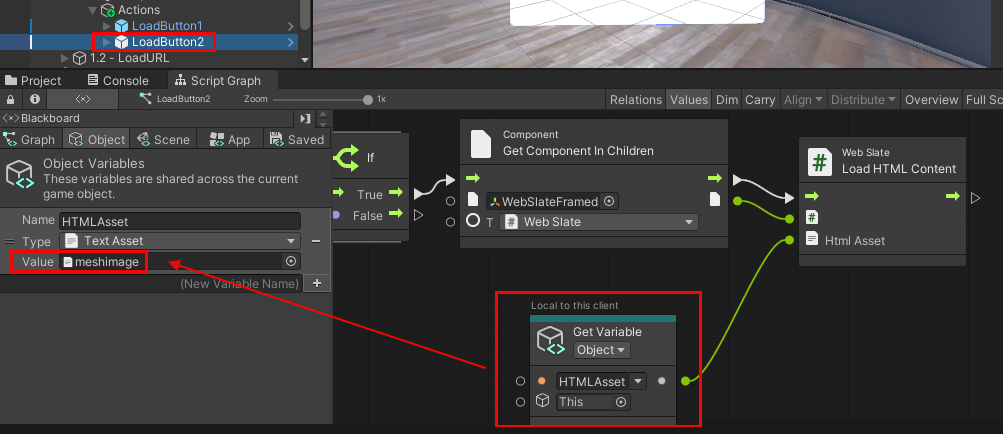 Actions
LoadButton1
LoadButton2
1.2 - LoadURL
Project
Console
Script Graph
LoadButton2
Zoom
1x
Relations
Values
Dim
Carry
Align
Distribute
Overview
Full Sc
Blackboard
Graph
Object
Scene
App
Saved
Object Variables
These variables are shared across the current
game object.
Name
HTMLAsset
Type
Text Asset
Value
meshimage
(New Variable Name)
If
True
False
Component
Get Component In Children
WebSlateFramed
T
Web Slate
Web Slate
Load HTML Content
Html Asset
Local to this client
Get Variable
Object
HTMLAsset
This